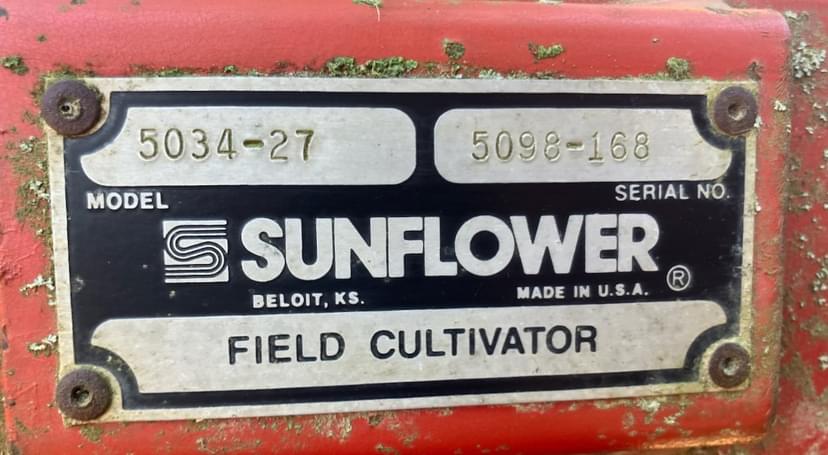 5034-27 5098-168
MODEL SERIAL NO.
SUNFLOWER ®
BELOIT, KS. MADE IN U.S.A.
FIELD CULTIVATOR